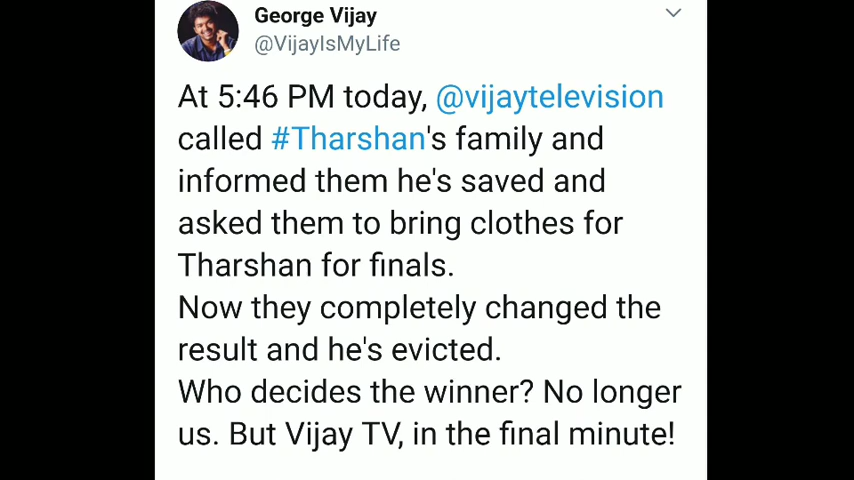 George Vijay
@VijayIsMyLife
At 5:46 PM today, @vijaytelevision
called #Tharshan's family and
informed them he's saved and
asked them to bring clothes for
Tharshan for finals.
Now they completely changed the
result and he's evicted.
Who decides the winner? No longer
us. But Vijay TV, in the final minute!